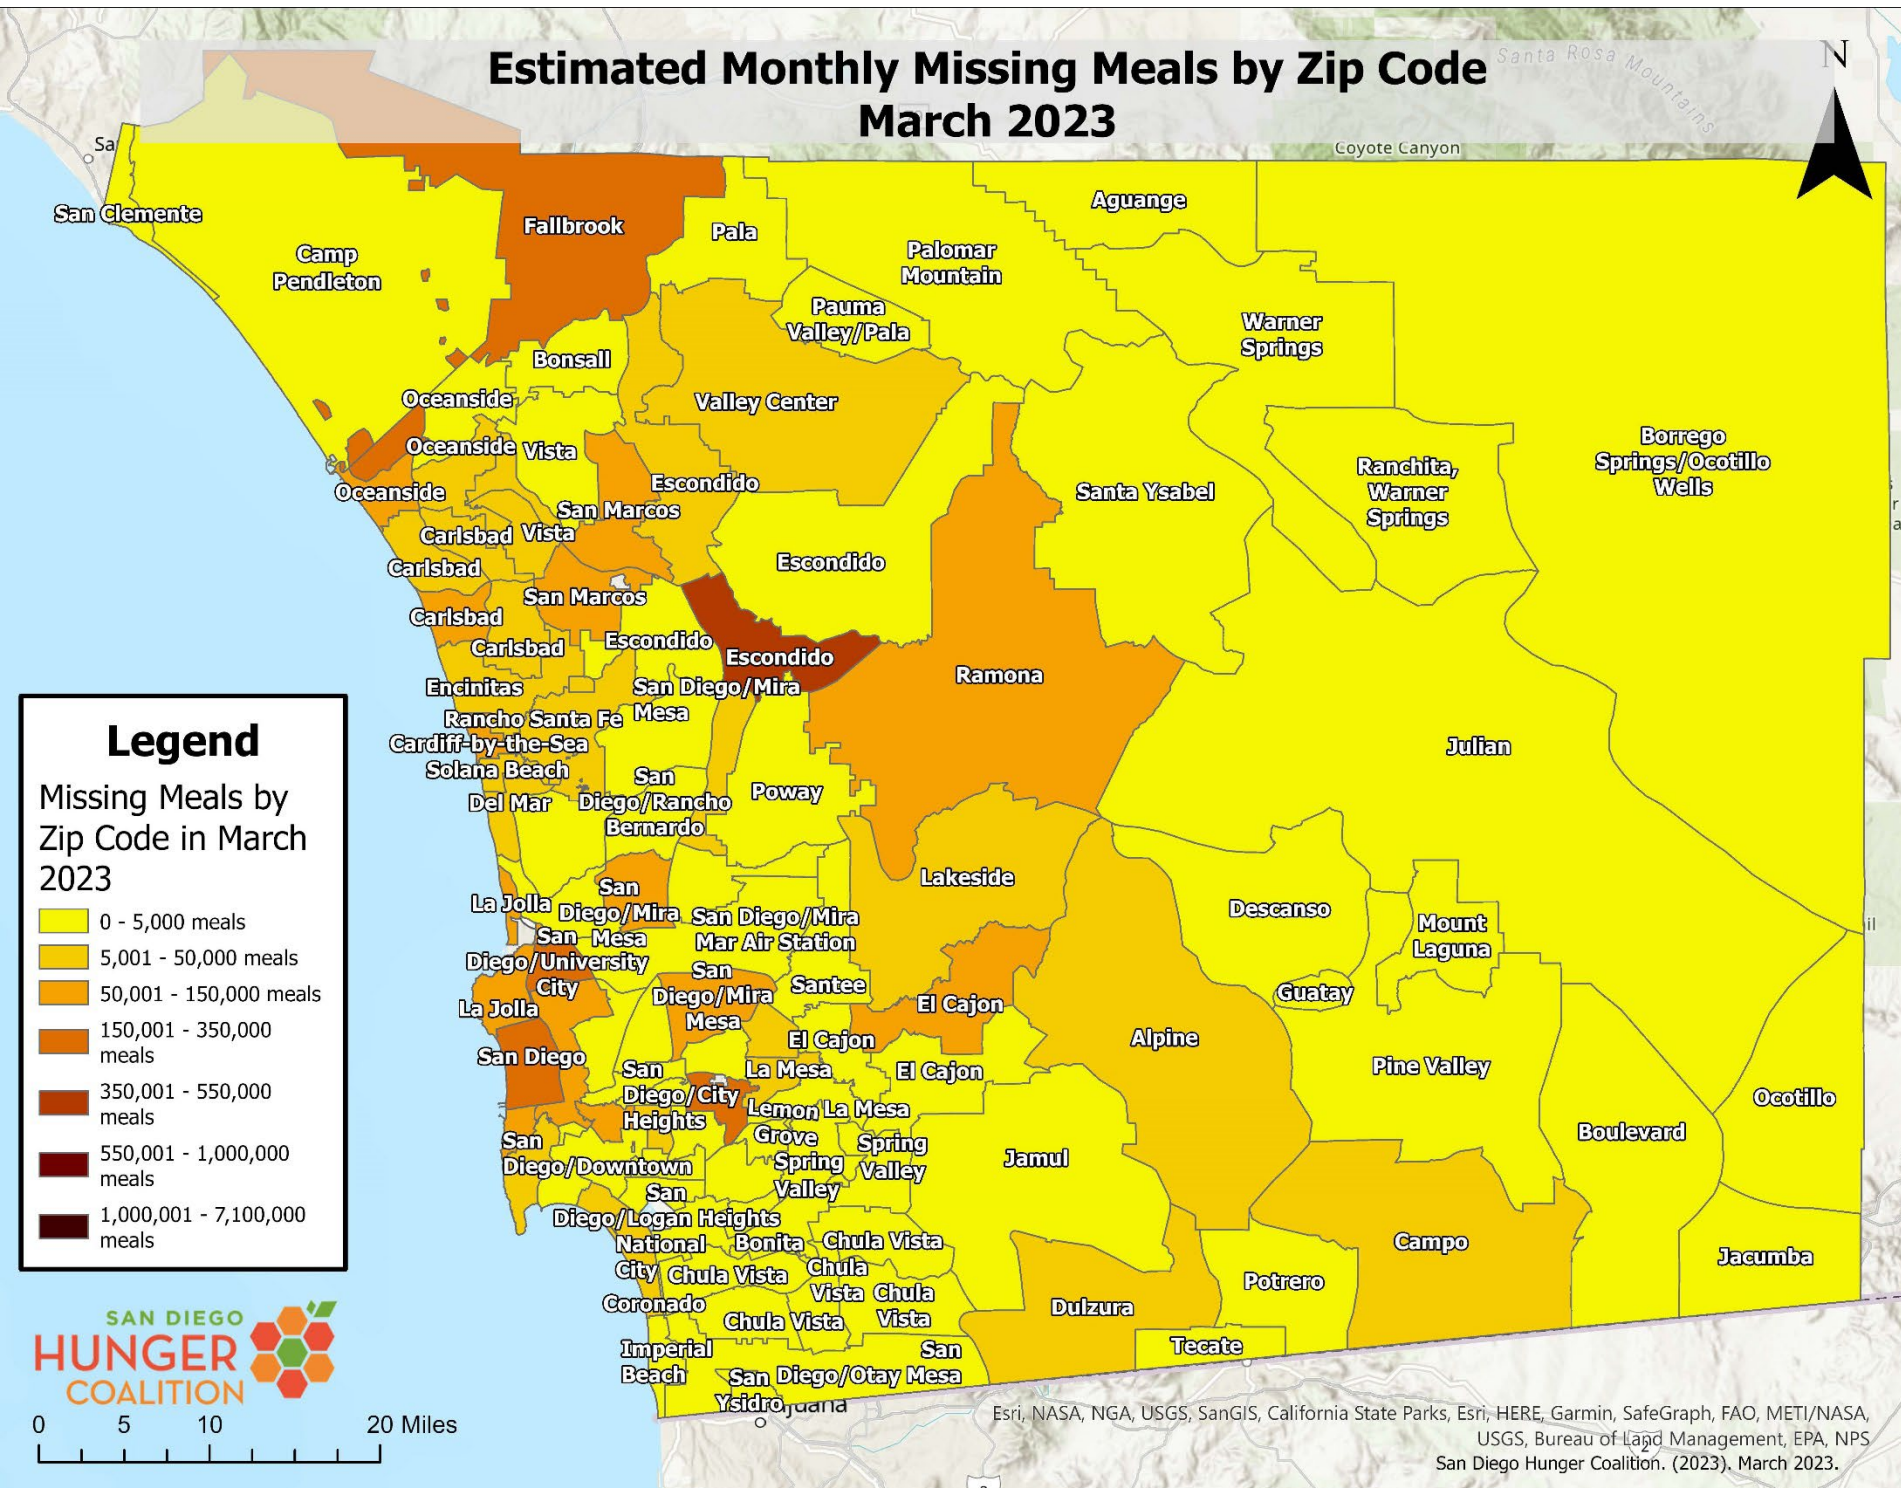 Estimated Monthly Missing Meals by Zip Code
March 2023
N
Santa Rosa Mountains
Coyote Canyon
San Clemente
Camp
Pendleton
Fallbrook
Pala
Palomar
Mountain
Aguange
Pauma
Valley/Pala
Warner
Springs
Bonsall
Oceanside
Valley Center
Oceanside
Vista
Borrego
Springs/Ocotillo
Wells
Ranchita,
Warner
Springs
Santa Ysabel
Oceanside
Escondido
San Marcos
Carlsbad
Vista
Escondido
Carlsbad
San Marcos
Carlsbad
Carlsbad
Escondido
Escondido
Ramona
Encinitas
San Diego/Mira
Mesa
Rancho Santa Fe
Cardiff-by-the-Sea
Julian
Solana Beach
San
Diego/Rancho
Bernardo
Poway
Del Mar
Lakeside
La Jolla
San
Diego/Mira
Mesa
San Diego/Mira
Mar Air Station
Descanso
Mount
Laguna
San
Diego/University
City
San
Diego/Mira
Mesa
Santee
Guatay
La Jolla
El Cajon
El Cajon
Alpine
San Diego
La Mesa
El Cajon
Pine Valley
San
Diego/City
Heights
Lemon
Grove
La Mesa
Ocotillo
Boulevard
San
Diego/Downtown
Spring
Valley
Spring
Valley
Jamul
San
Diego/Logan Heights
National
City
Bonita
Chula Vista
Campo
Jacumba
Chula Vista
Chula
Vista
Chula
Vista
Potrero
Coronado
Chula Vista
Dulzura
Imperial
Beach
San
Diego/Otay Mesa
Tecate
San
Ysidro
Legend
Missing Meals by
Zip Code in March
2023
0 - 5,000 meals
5,001 - 50,000 meals
50,001 - 150,000 meals
150,001 - 350,000
meals
350,001 - 550,000
meals
550,001 - 1,000,000
meals
1,000,001 - 7,100,000
meals
SAN DIEGO
HUNGER
COALITION
0 5 10 20 Miles
Esri, NASA, NGA, USGS, SanGIS, California State Parks, Esri, HERE, Garmin, SafeGraph, FAO, METI/NASA,
USGS, Bureau of Land Management, EPA, NPS
2
San Diego Hunger Coalition. (2023). March 2023.